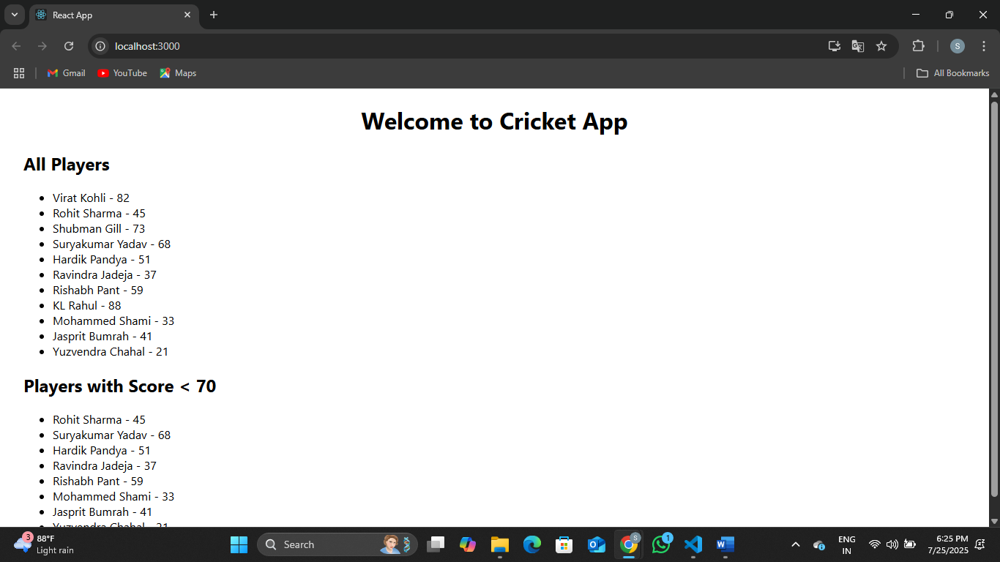 React App
localhost:3000
Gmail
YouTube
Maps
All Bookmarks
S
Welcome to Cricket App
All Players
Virat Kohli - 82
Rohit Sharma - 45
Shubman Gill - 73
Suryakumar Yadav - 68
Hardik Pandya - 51
Ravindra Jadeja - 37
Rishabh Pant - 59
KL Rahul - 88
Mohammed Shami - 33
Jasprit Bumrah - 41
Yuzvendra Chahal - 21
Players with Score < 70
Rohit Sharma - 45
Suryakumar Yadav - 68
Hardik Pandya - 51
Ravindra Jadeja - 37
Rishabh Pant - 59
Mohammed Shami - 33
Jasprit Bumrah - 41
Yuzvendra Chahal - 21
3
88°F
Light rain
Search
S
1
ENG
IN
6:25 PM
7/25/2025